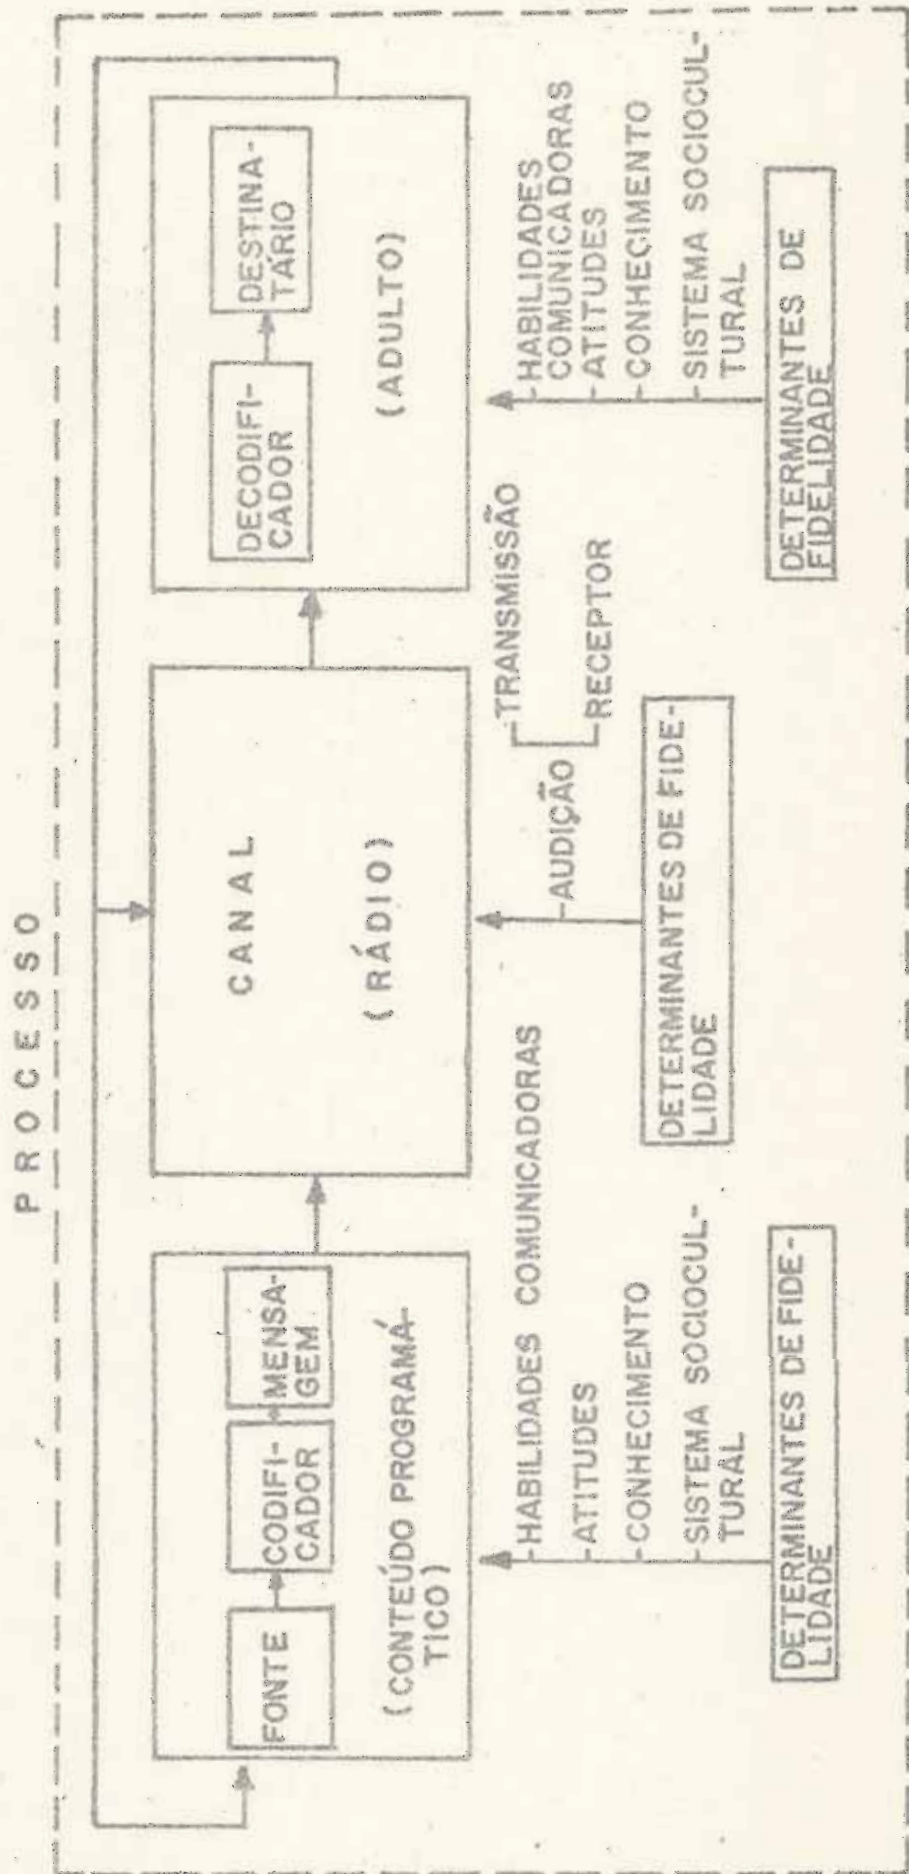 PROCESSO
FONTE
CODIFI-
CADOR
MENSA-
GEM
(CONTEÚDO PROGRAMÁ-
TICO)
HABILIDADES COMUNICADORAS
ATITUDES
CONHECIMENTO
SISTEMA SOCIOCUL-
TURAL
DETERMINANTES DE FIDE-
LIDADE
CANAL
(RÁDIO)
AUDIÇÃO
TRANSMISSÃO
RECEPTOR
DETERMINANTES DE FIDE-
LIDADE
DECODIFI-
CADOR
DESTINA-
TÁRIO
(ADULTO)
HABILIDADES
COMUNICADORAS
ATITUDES
CONHECIMENTO
SISTEMA SOCIOCUL-
TURAL
DETERMINANTES DE
FIDELIDADE